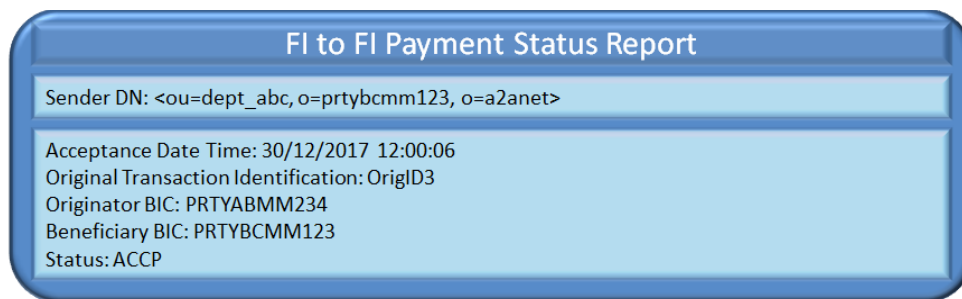 FI to FI Payment Status Report
Sender DN: <ou=dept_abc, o=prtybcmm123, o=a2anet>
Acceptance Date Time: 30/12/2017 12:00:06
Original Transaction Identification: OrigID3
Originator BIC: PRTYABMM234
Beneficiary BIC: PRTYBCMM123
Status: ACCP